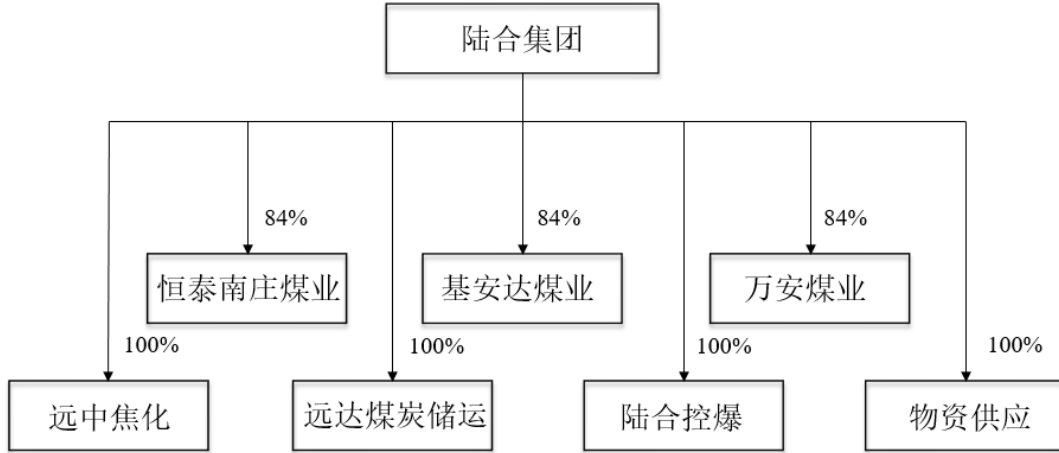 陆合集团
84%
84%
84%
恒泰南庄煤业
基安达煤业
万安煤业
100%
100%
100%
100%
远中焦化
远达煤炭储运
陆合控爆
物资供应